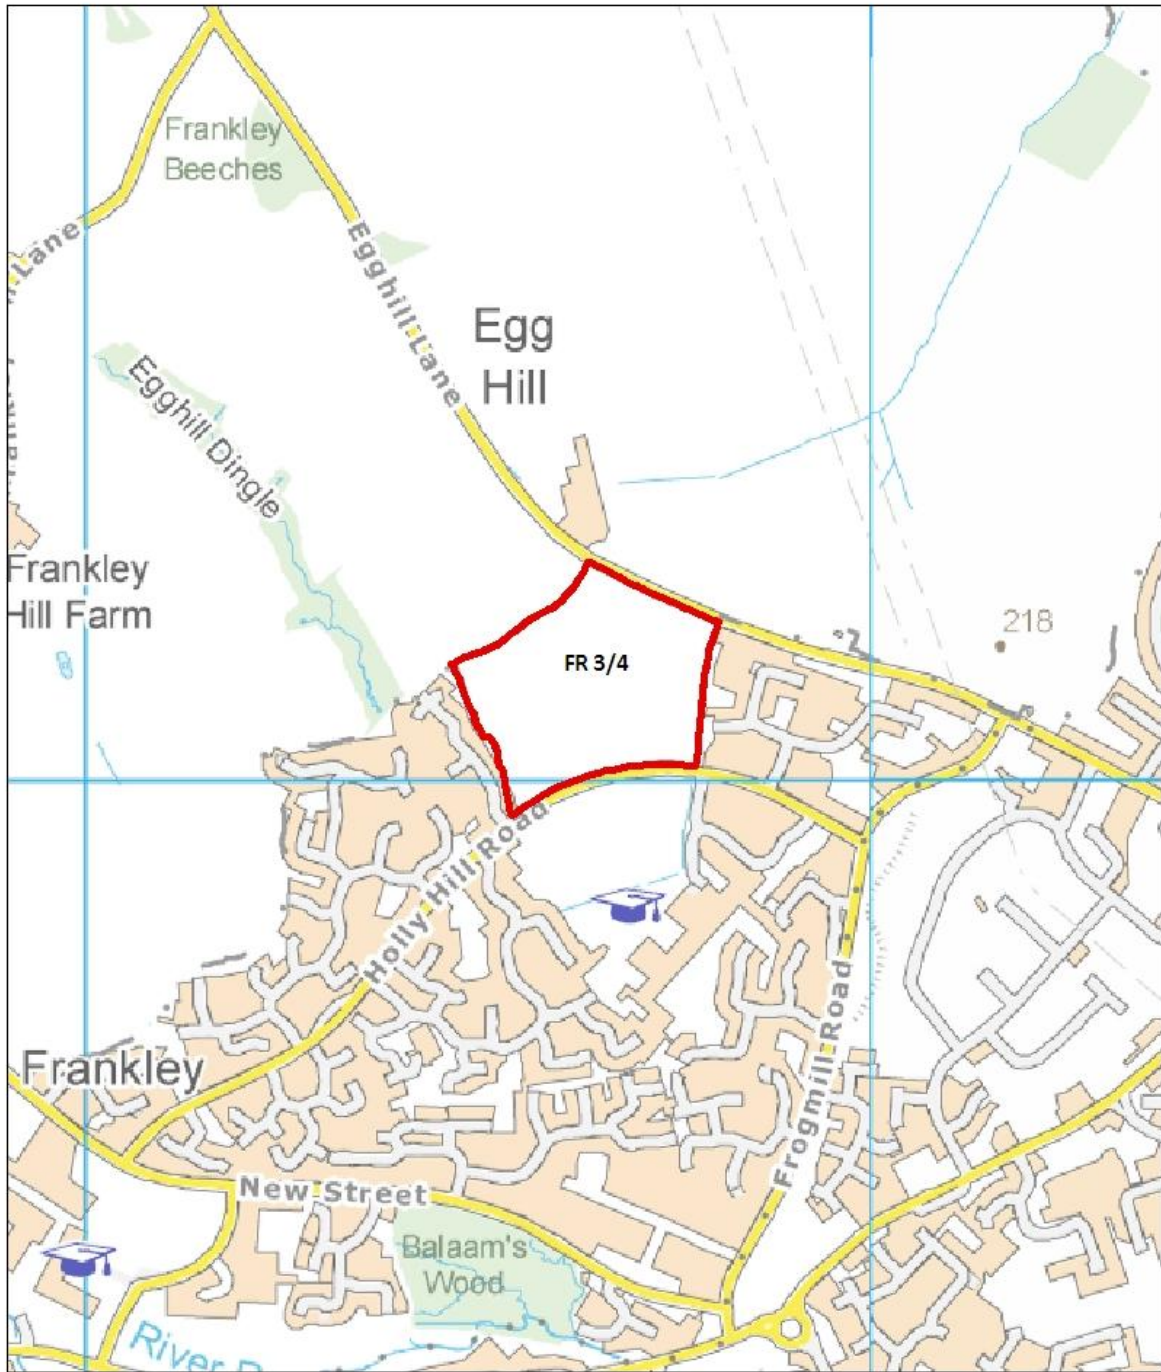 Frankley
Beeches
Lane
Egghill Lane
Egg
Hill
Egghill Dingle
Frankley
Hill Farm
FR 3/4
218
Holly Hill Road
Frogmill Road
Frankley
New Street
Balaam's
Wood
River